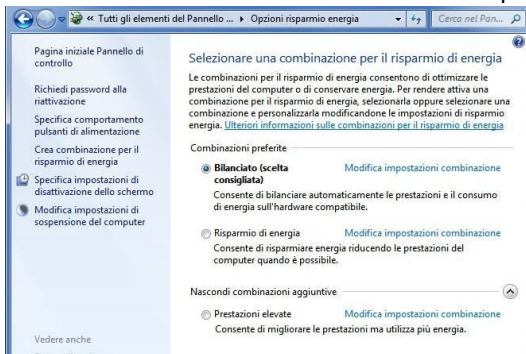 « Tutti gli elementi del Pannello ... ▸ Opzioni risparmio energia
Cerca nel Pan...
Pagina iniziale Pannello di
controllo
Richiedi password alla
riattivazione
Specifica comportamento
pulsanti di alimentazione
Crea combinazione per il
risparmio di energia
Specifica impostazioni di
disattivazione dello schermo
Modifica impostazioni di
sospensione del computer
Vedere anche
Selezionare una combinazione per il risparmio di energia
Le combinazioni per il risparmio di energia consentono di ottimizzare le
prestazioni del computer o di conservare energia. Per rendere attiva una
combinazione per il risparmio di energia, selezionarla oppure selezionare una
combinazione e personalizzarla modificandone le impostazioni di risparmio
energia. Ulteriori informazioni sulle combinazioni per il risparmio di energia
Combinazioni preferite
Bilanciato (scelta consigliata)
Modifica impostazioni combinazione
Consente di bilanciare automaticamente le prestazioni e il consumo
di energia sull'hardware compatibile.
Risparmio di energia
Modifica impostazioni combinazione
Consente di risparmiare energia riducendo le prestazioni del
computer quando è possibile.
Nascondi combinazioni aggiuntive
Prestazioni elevate
Modifica impostazioni combinazione
Consente di migliorare le prestazioni ma utilizza più energia.